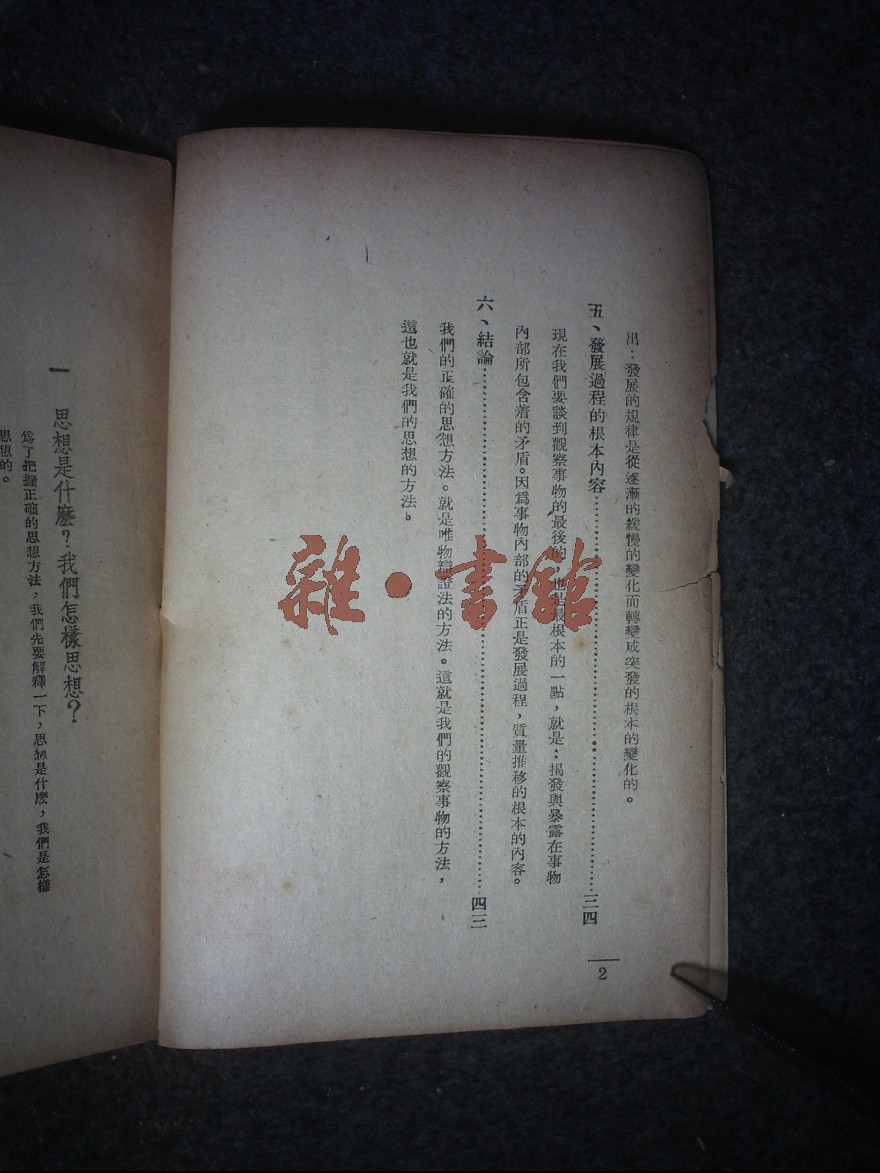 出：發展的規律是從逐漸的緩慢的變化而轉變成突發的根本的變化的。
五、發展過程的根本內容……三四
現在我們要談到觀察事物的最後的，也是最根本的一點，就是：揭發與暴露在事物
內部所包含着的矛盾。因爲事物內部的矛盾正是發展過程，質量推移的根本的內容。
六、結論……四三
我們的正確的思想方法。就是唯物辯證法的方法。這就是我們的觀察事物的方法，
這也就是我們的思想的方法。
2
一 思想是什麼？我們怎樣思想？
爲了把握正確的思想方法，我們先要解釋一下，思想是什麼，我們是怎樣
思想的。
雜·書館